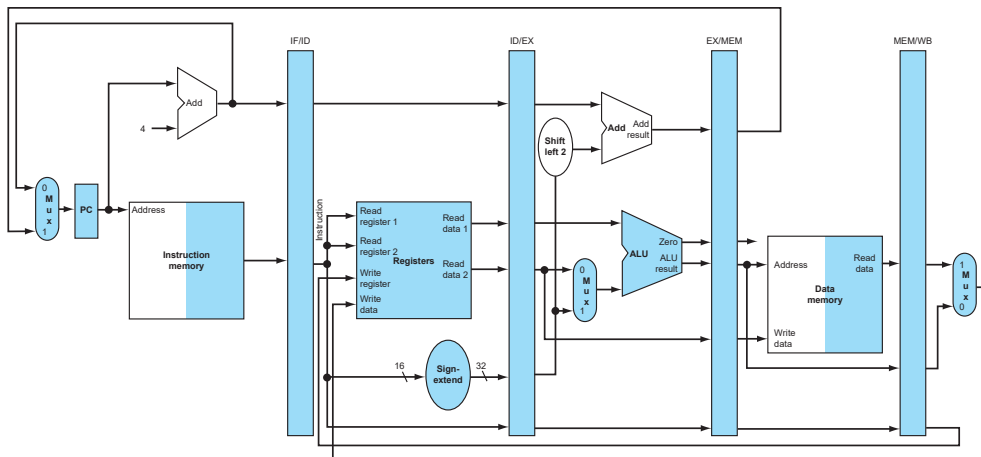 IF/ID
ID/EX
EX/MEM
MEM/WB
Add
4
Shift
left 2
Add
Add
result
0
M
u
x
1
PC
Address
Instruction
memory
Instruction
Read
register 1
Read
register 2
Write
register
Write
data
Registers
Read
data 1
Read
data 2
0
M
u
x
1
Zero
ALU
ALU
result
Address
Read
data
Data
memory
Write
data
1
M
u
x
0
16
Sign-
extend
32